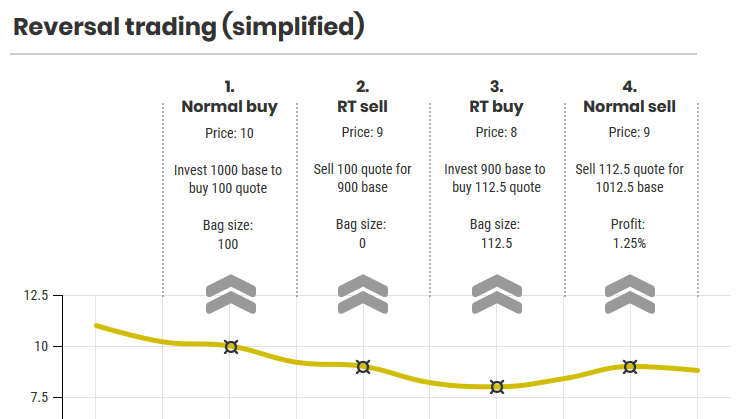 Reversal trading (simplified)
1.
Normal buy
Price: 10
Invest 1000 base to
buy 100 quote
Bag size:
100
2.
RT sell
Price: 9
Sell 100 quote for
900 base
Bag size:
0
3.
RT buy
Price: 8
Invest 900 base to
buy 112.5 quote
Bag size:
112.5
4.
Normal sell
Price: 9
Sell 112.5 quote for
1012.5 base
Profit:
1.25%
12.5
10
7.5